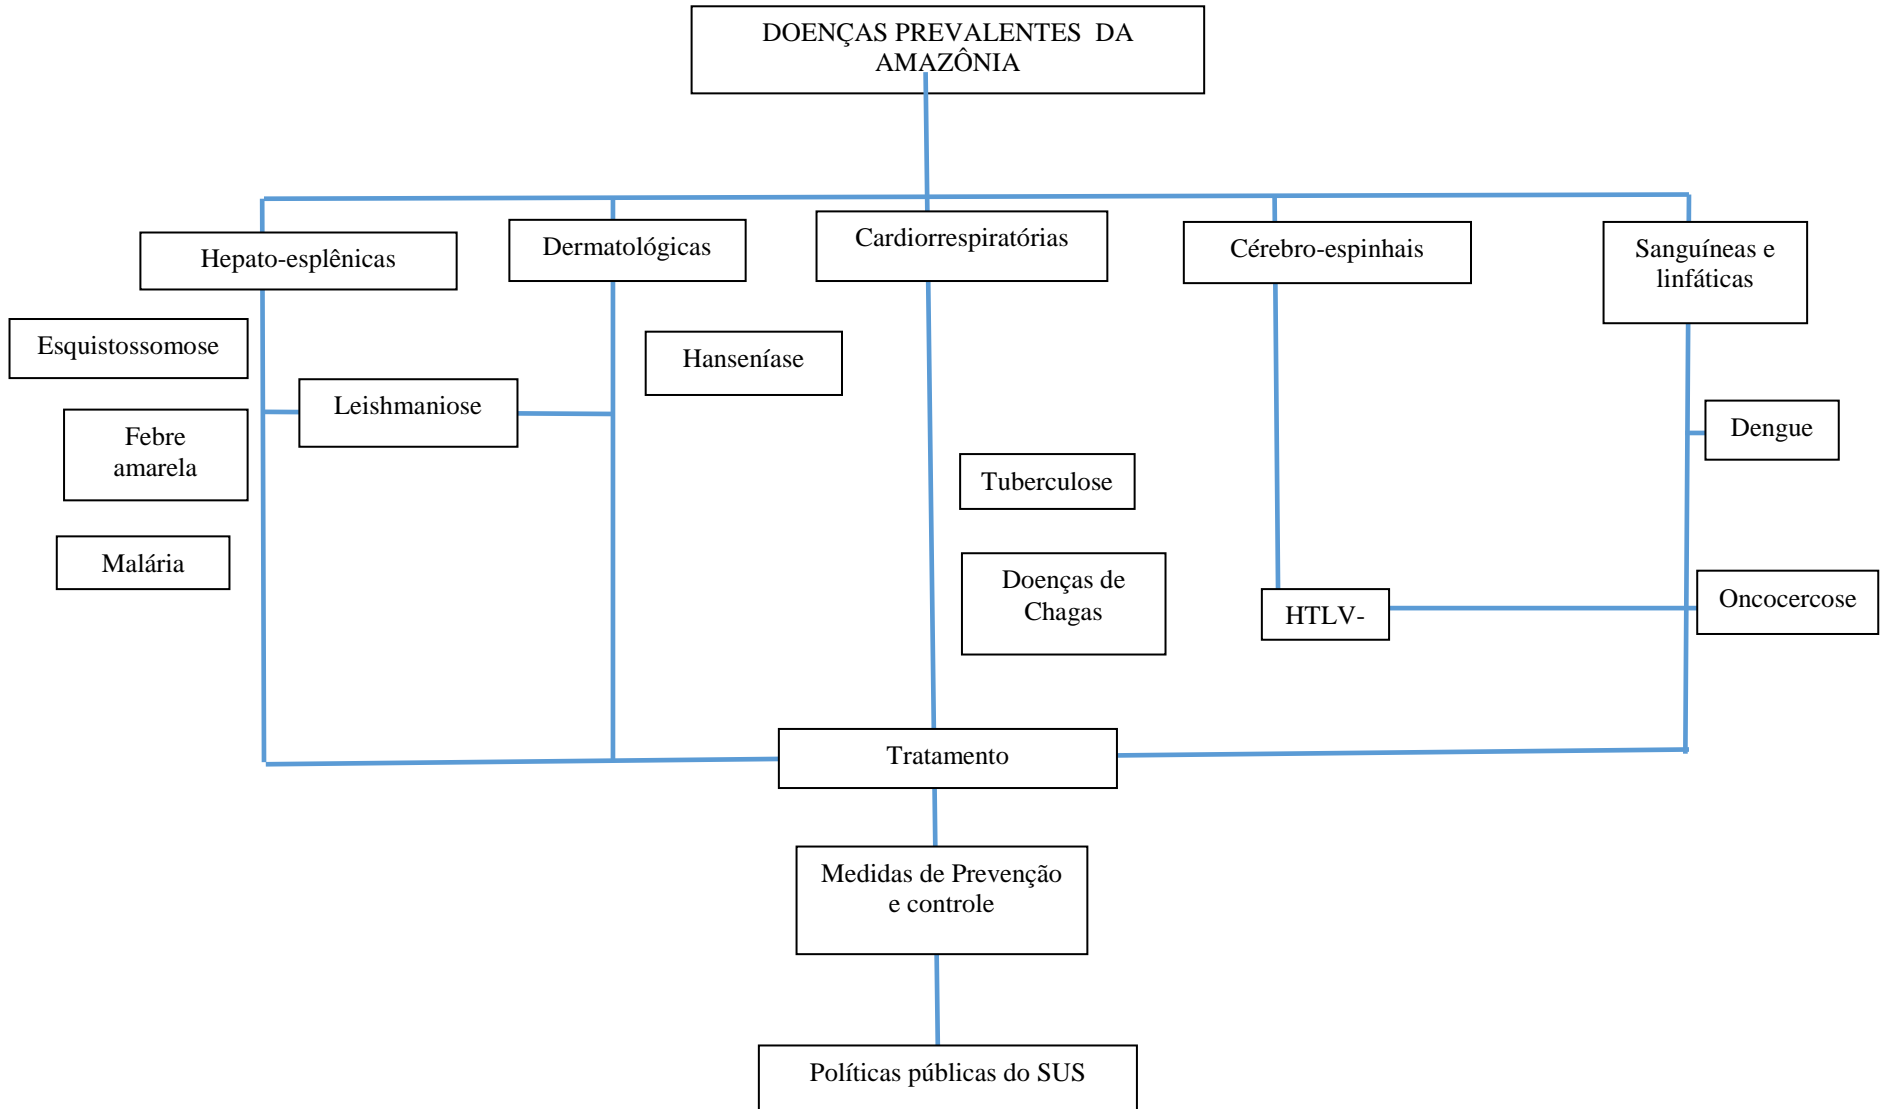 DOENÇAS PREVALENTES DA
AMAZÔNIA
Hepato-esplênicas
Dermatológicas
Cardiorrespiratórias
Cérebro-espinhais
Sanguíneas e
linfáticas
Esquistossomose
Hanseníase
Leishmaniose
Febre
amarela
Dengue
Tuberculose
Malária
Doenças de
Chagas
HTLV-
Oncocercose
Tratamento
Medidas de Prevenção
e controle
Políticas públicas do SUS